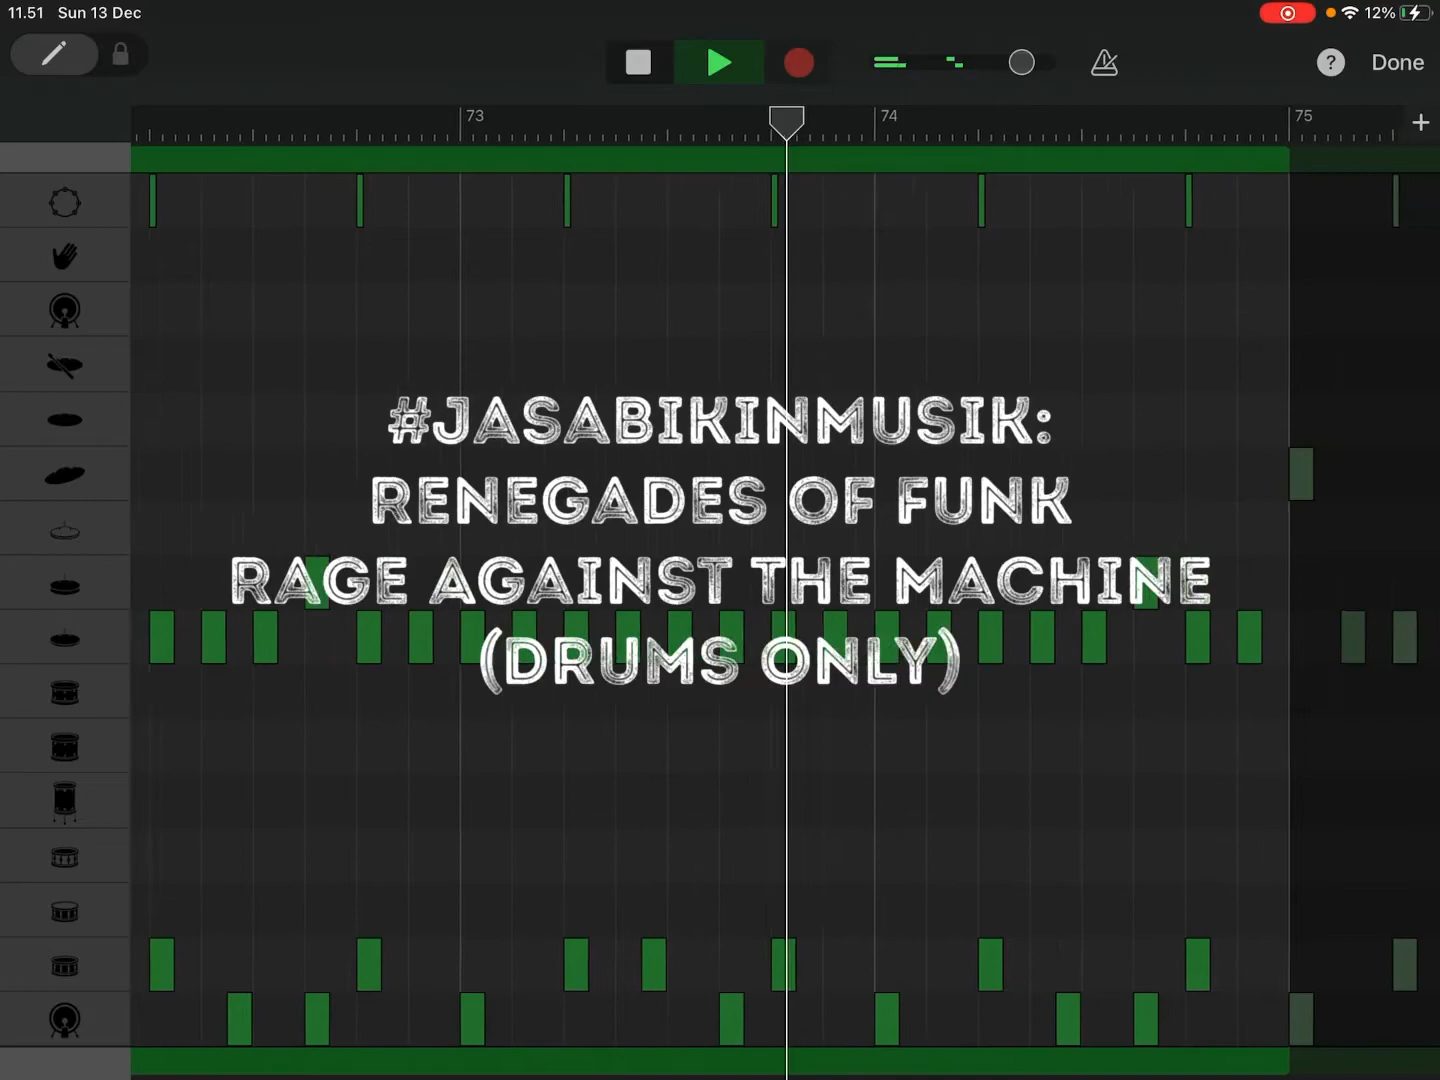 11.51 Sun 13 Dec
12%
? Done
73 74 75
#JASABIKINMUSIK:
RENEGADES OF FUNK
RAGE AGAINST THE MACHINE
(DRUMS ONLY)